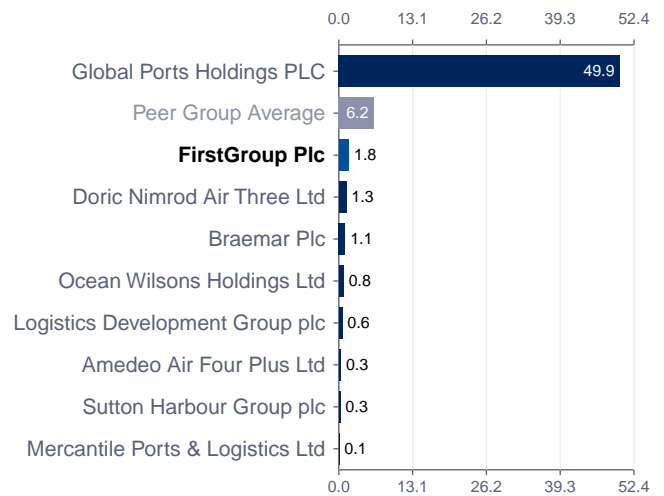 0.0 13.1 26.2 39.3 52.4
Global Ports Holdings PLC 49.9
Peer Group Average 6.2
FirstGroup Plc 1.8
Doric Nimrod Air Three Ltd 1.3
Braemar Plc 1.1
Ocean Wilsons Holdings Ltd 0.8
Logistics Development Group plc 0.6
Amedeo Air Four Plus Ltd 0.3
Sutton Harbour Group plc 0.3
Mercantile Ports & Logistics Ltd 0.1
0.0 13.1 26.2 39.3 52.4